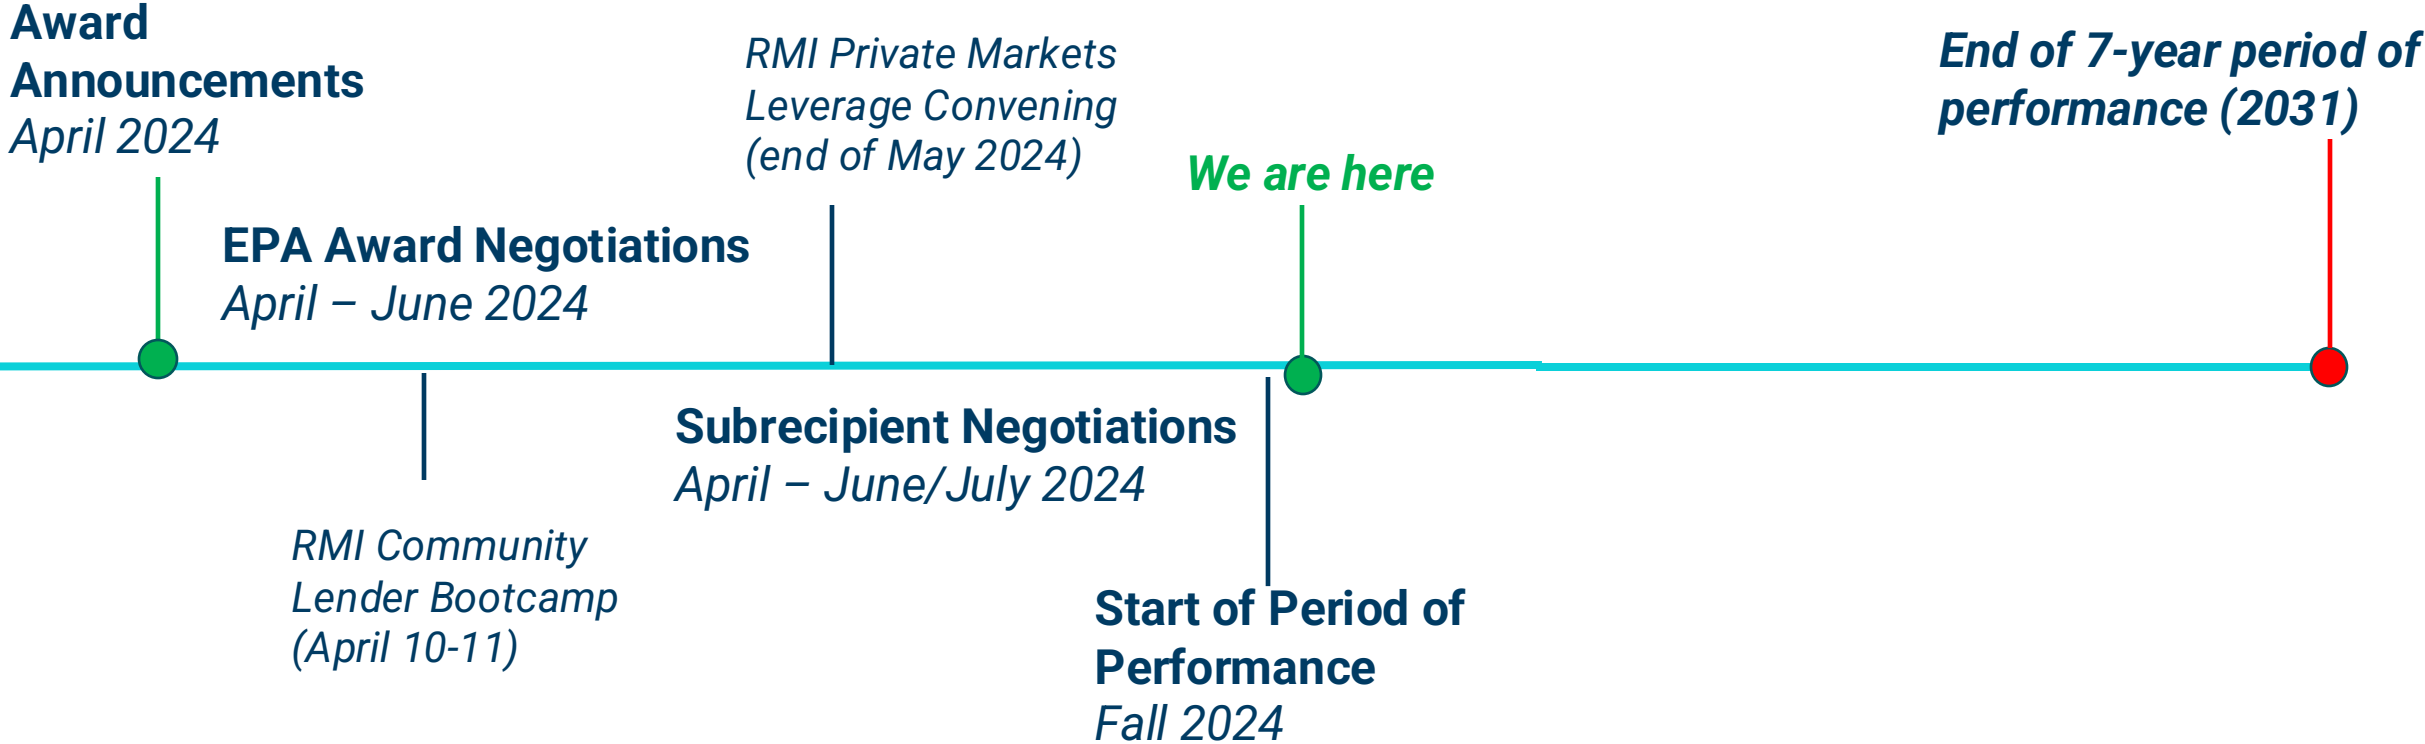 Award
Announcements
April 2024
EPA Award Negotiations
April – June 2024
RMI Community
Lender Bootcamp
(April 10-11)
RMI Private Markets
Leverage Convening
(end of May 2024)
Subrecipient Negotiations
April – June/July 2024
We are here
Start of Period of
Performance
Fall 2024
End of 7-year period of
performance (2031)